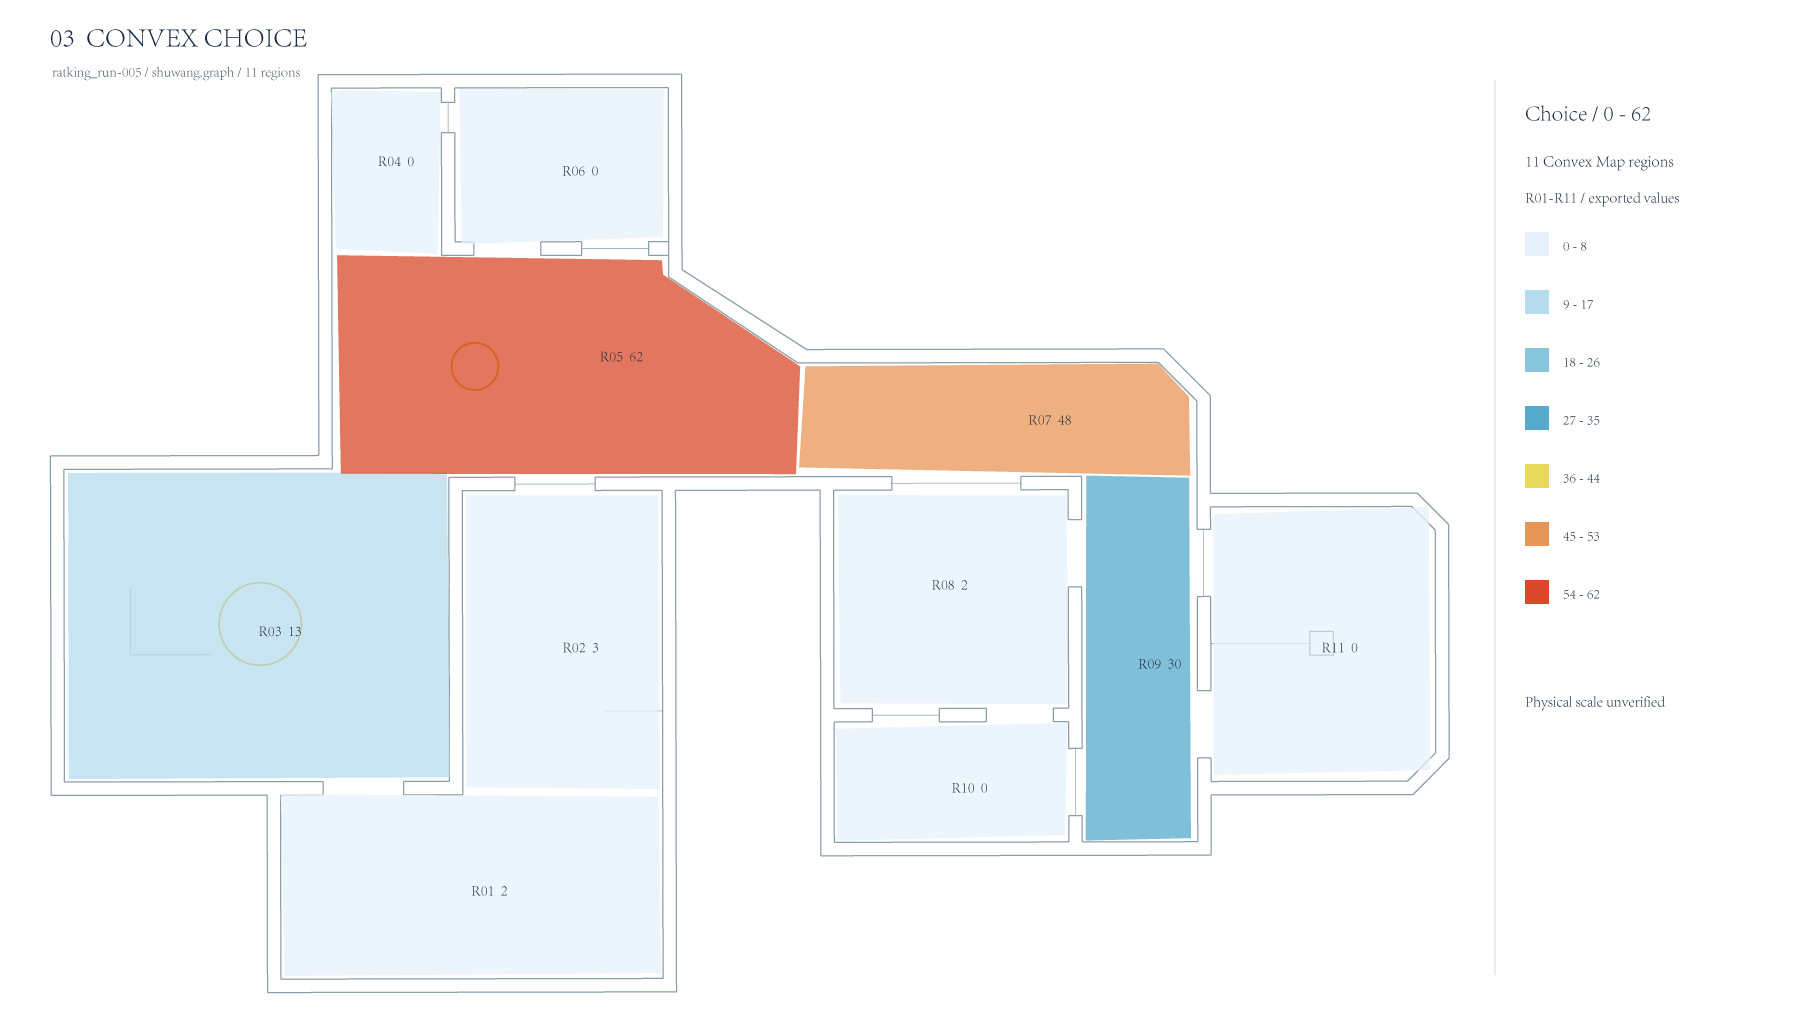 03 CONVEX CHOICE
ratking_run-005 / shuwang.graph / 11 regions
R04 0
R06 0
R05 62
R07 48
R03 13
R02 3
R08 2
R09 30
R11 0
R10 0
R01 2
Choice / 0 - 62
11 Convex Map regions
R01-R11 / exported values
0 - 8
9 - 17
18 - 26
27 - 35
36 - 44
45 - 53
54 - 62
Physical scale unverified